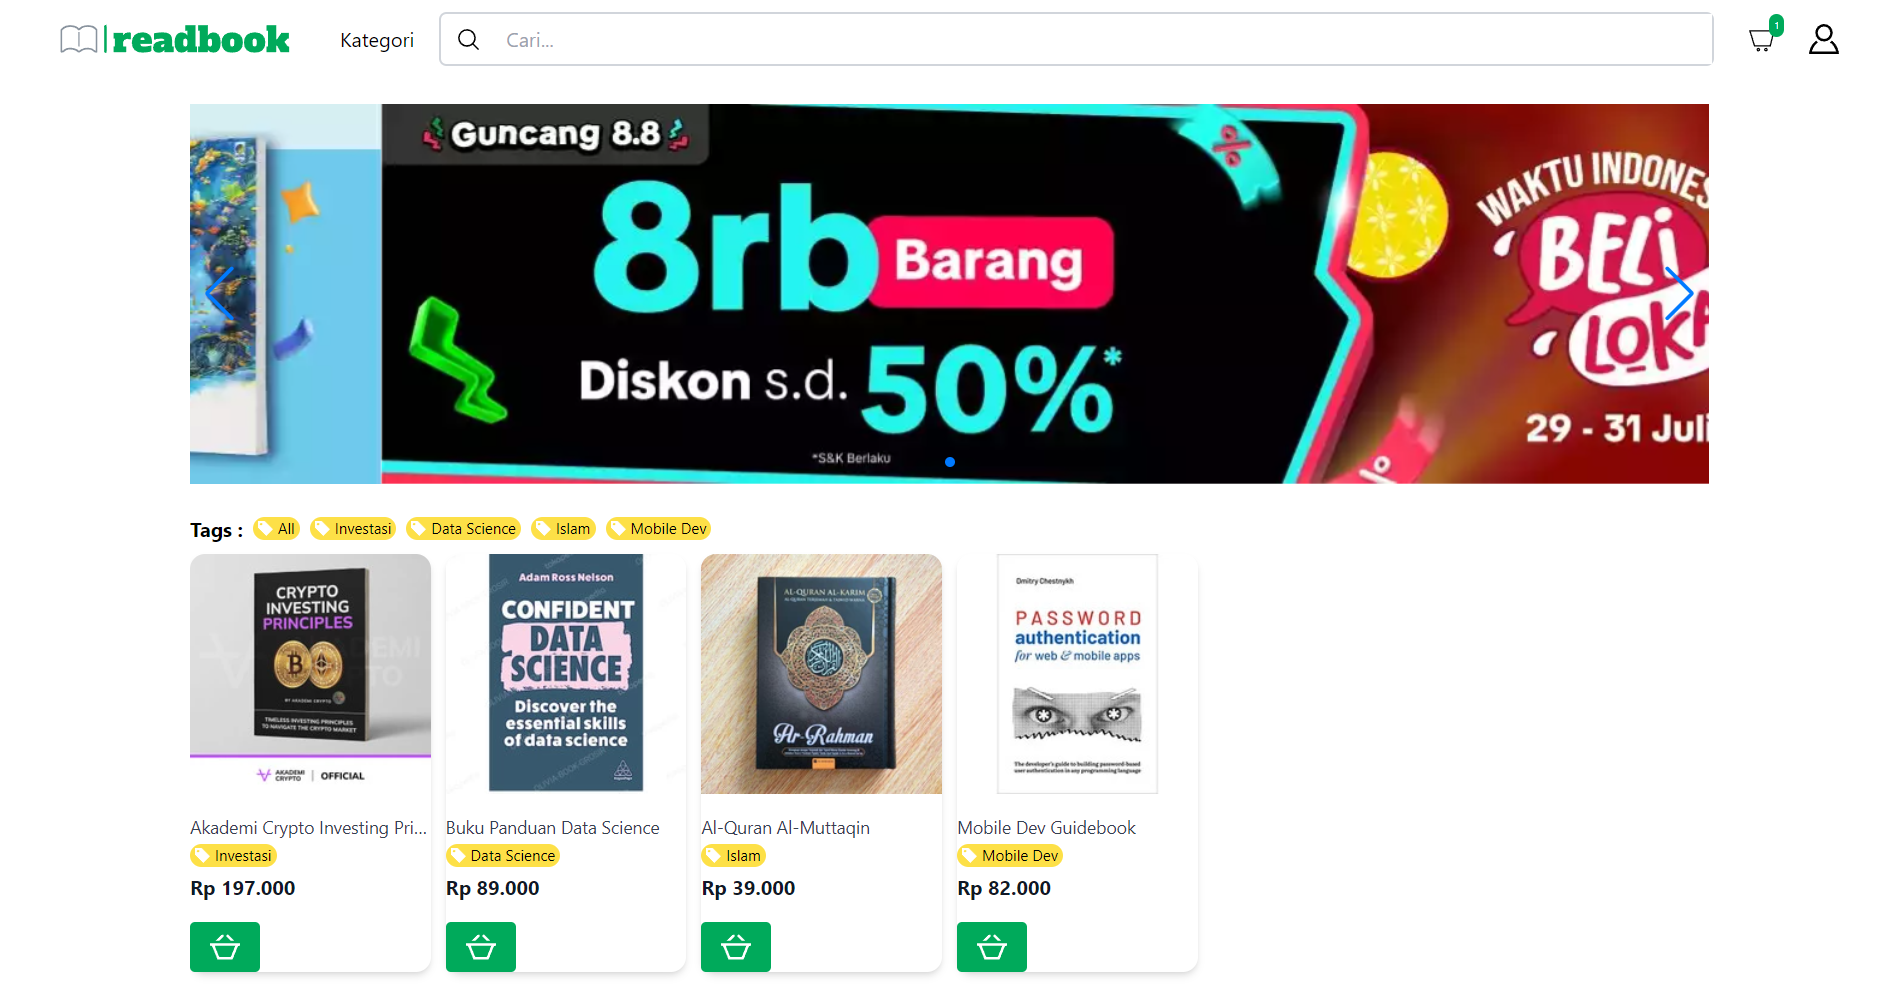 readbook
Kategori
Cari...
1
Guncang 8.8
8rb Barang
Diskon s.d. 50%*
*S&K Berlaku
WAKTU INDONES
BELI
LOKA
29 - 31 Juli
Tags :
All
Investasi
Data Science
Islam
Mobile Dev
CRYPTO
INVESTING
PRINCIPLES
BY AKADEMI CRYPTO
TIMELESS INVESTING PRINCIPLES
TO NAVIGATE THE CRYPTO MARKET
AKADEMI
CRYPTO
OFFICIAL
Akademi Crypto Investing Pri...
Investasi
Rp 197.000
Adam Ross Nelson
CONFIDENT
DATA
SCIENCE
Discover the
essential skills
of data science
Buku Panduan Data Science
Data Science
Rp 89.000
AL-QURAN AL-KARIM
Ar-Rahman
Al-Quran Al-Muttaqin
Islam
Rp 39.000
Dmitry Chestnykh
PASSWORD
authentication
for web & mobile apps
The developer's guide to building password-based
user authentication in any programming language
Mobile Dev Guidebook
Mobile Dev
Rp 82.000